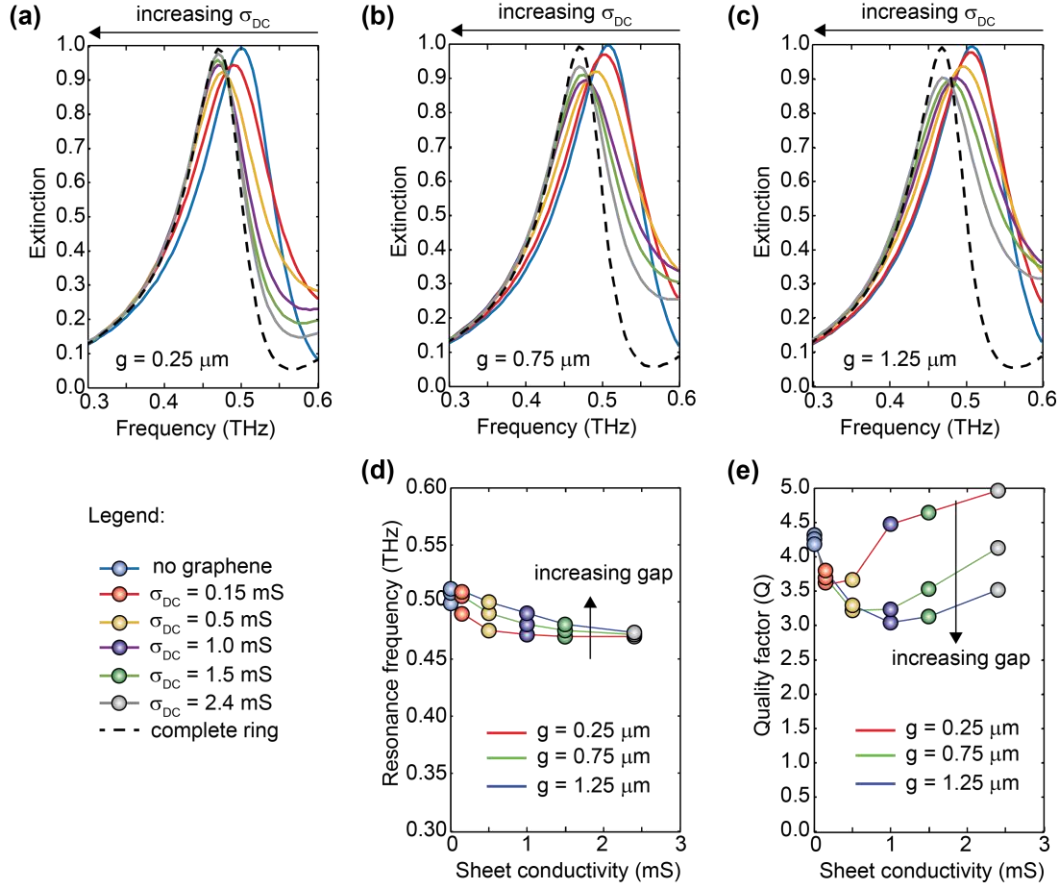 (a)
increasing σDC
1.0
0.9
0.8
0.7
0.6
0.5
0.4
0.3
0.2
0.1
0.0
Extinction
g = 0.25 μm
0.3 0.4 0.5 0.6
Frequency (THz)
(b)
increasing σDC
1.0
0.9
0.8
0.7
0.6
0.5
0.4
0.3
0.2
0.1
0.0
Extinction
g = 0.75 μm
0.3 0.4 0.5 0.6
Frequency (THz)
(c)
increasing σDC
1.0
0.9
0.8
0.7
0.6
0.5
0.4
0.3
0.2
0.1
0.0
Extinction
g = 1.25 μm
0.3 0.4 0.5 0.6
Frequency (THz)
Legend:
no graphene
σDC = 0.15 mS
σDC = 0.5 mS
σDC = 1.0 mS
σDC = 1.5 mS
σDC = 2.4 mS
complete ring
(d)
0.60
0.55
0.50
0.45
0.40
0.35
0.30
Resonance frequency (THz)
increasing gap
g = 0.25 μm
g = 0.75 μm
g = 1.25 μm
0 1 2 3
Sheet conductivity (mS)
(e)
5.0
4.5
4.0
3.5
3.0
2.5
2.0
1.5
1.0
0.5
0.0
Quality factor (Q)
increasing gap
g = 0.25 μm
g = 0.75 μm
g = 1.25 μm
0 1 2 3
Sheet conductivity (mS)